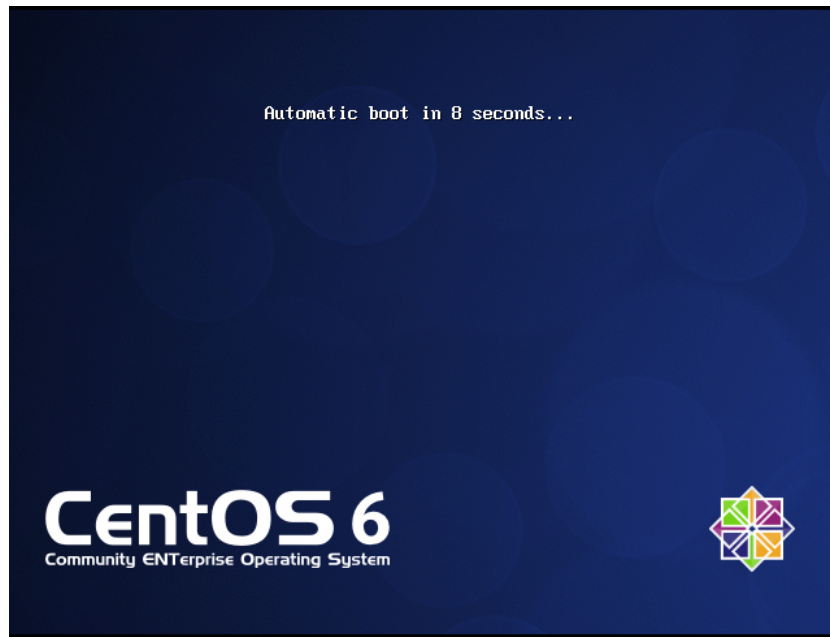 Automatic boot in 8 seconds...
CentOS 6
Community ENTerprise Operating System